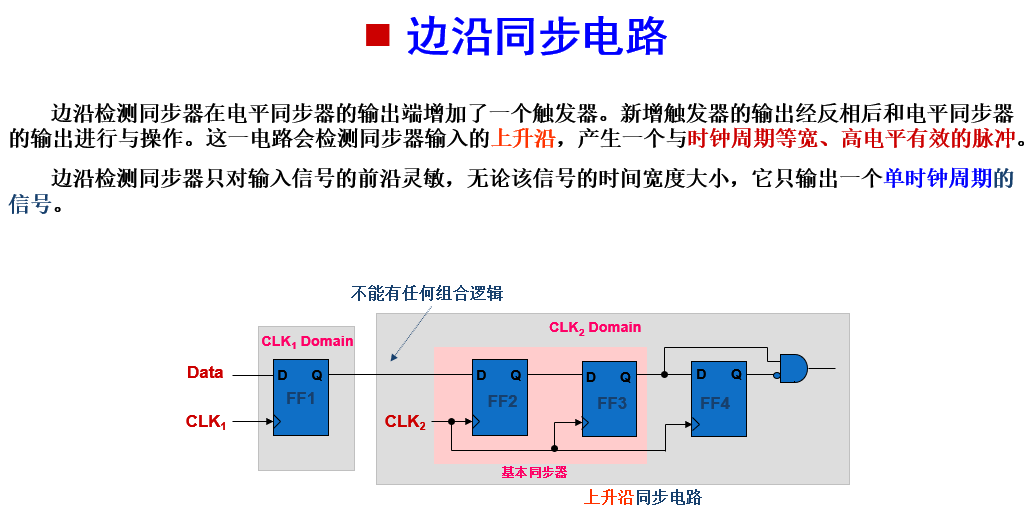 边沿同步电路
边沿检测同步器在电平同步器的输出端增加了一个触发器。新增触发器的输出经反相后和电平同步器
的输出进行与操作。这一电路会检测同步器输入的上升沿，产生一个与时钟周期等宽、高电平有效的脉冲。
边沿检测同步器只对输入信号的前沿灵敏，无论该信号的时间宽度大小，它只输出一个单时钟周期的
信号。
不能有任何组合逻辑
CLK2 Domain
CLK1 Domain
Data
D Q
FF1
D Q
FF2
D Q
FF3
D Q
FF4
CLK1
CLK2
基本同步器
上升沿同步电路